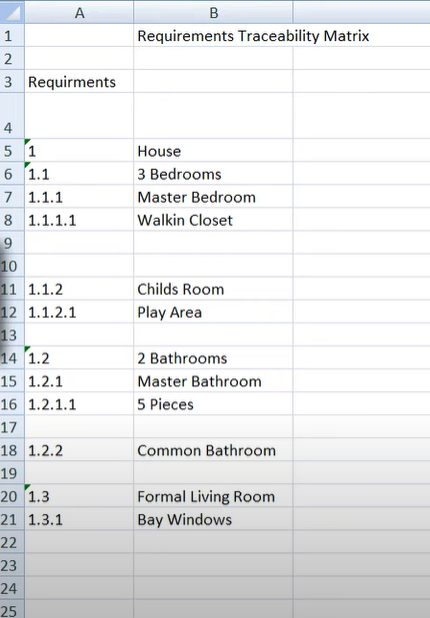 A B
1 Requirements Traceability Matrix
2
3 Requirments
4
5 1 House
6 1.1 3 Bedrooms
7 1.1.1 Master Bedroom
8 1.1.1.1 Walkin Closet
9
10
11 1.1.2 Childs Room
12 1.1.2.1 Play Area
13
14 1.2 2 Bathrooms
15 1.2.1 Master Bathroom
16 1.2.1.1 5 Pieces
17
18 1.2.2 Common Bathroom
19
20 1.3 Formal Living Room
21 1.3.1 Bay Windows
22
23
24
25